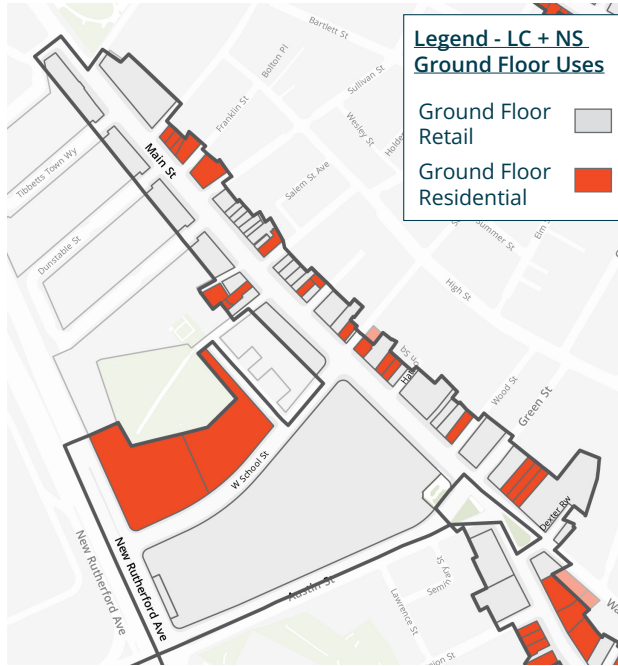 Legend - LC + NS
Ground Floor Uses
Ground Floor
Retail
Ground Floor
Residential
Bartlett St
Bolton Pl
Sullivan St
Franklin St
Wesley St
Main St
Salem St Ave
Tibbetts Town Wy
Summer St
Elm
Dunstable St
High St
Wood St
Green St
W School St
Dexter Rw
New Rutherford Ave
New Rutherford Ave
Austin St
Lawrence St